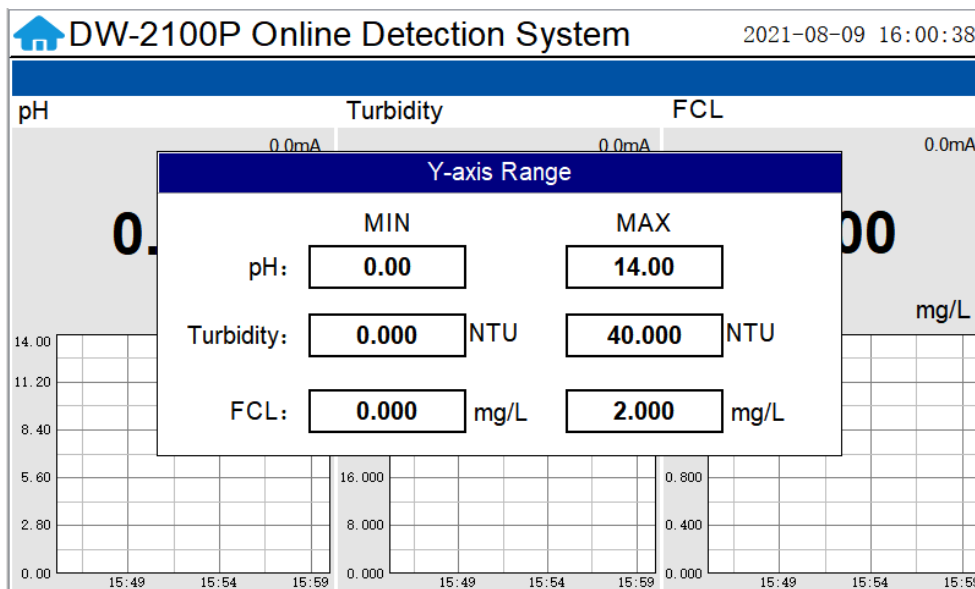 DW-2100P Online Detection System 2021-08-09 16:00:38
pH Turbidity FCL
0.0mA 0.0mA 0.0mA
Y-axis Range
MIN MAX
pH: 0.00 14.00
Turbidity: 0.000 NTU 40.000 NTU
FCL: 0.000 mg/L 2.000 mg/L
0.
00
mg/L
14.00
11.20
8.40
5.60 16.000 0.800
2.80 8.000 0.400
0.00 0.000 0.000
15:49 15:54 15:59 15:49 15:54 15:59 15:49 15:54